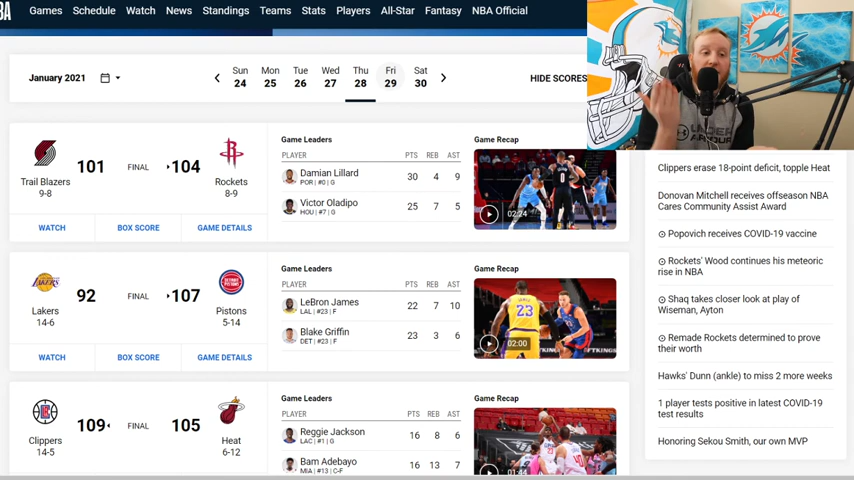 BA Games Schedule Watch News Standings Teams Stats Players All-Star Fantasy NBA Official
January 2021
Sun Mon Tue Wed Thu Fri Sat
24 25 26 27 28 29 30
HIDE SCORES
Trail Blazers
9-8
101 FINAL 104
Rockets
8-9
WATCH BOX SCORE GAME DETAILS
Game Leaders
PLAYER PTS REB AST
Damian Lillard 30 4 9
POR | #0 | G
Victor Oladipo 25 7 5
HOU | #7 | G
Game Recap
02:24
Lakers
14-6
92 FINAL 107
Pistons
5-14
WATCH BOX SCORE GAME DETAILS
Game Leaders
PLAYER PTS REB AST
LeBron James 22 7 10
LAL | #23 | F
Blake Griffin 23 3 6
DET | #23 | F
Game Recap
23
02:00
Clippers
14-5
109 FINAL 105
Heat
6-12
Game Leaders
PLAYER PTS REB AST
Reggie Jackson 16 8 6
LAC | #1 | G
Bam Adebayo 16 13 7
MIA | #13 | C-F
Game Recap
01:44
UNDER ARMOUR
Clippers erase 18-point deficit, topple Heat
Donovan Mitchell receives offseason NBA
Cares Community Assist Award
Popovich receives COVID-19 vaccine
Rockets' Wood continues his meteoric
rise in NBA
Shaq takes closer look at play of
Wiseman, Ayton
Remade Rockets determined to prove
their worth
Hawks' Dunn (ankle) to miss 2 more weeks
1 player tests positive in latest COVID-19
test results
Honoring Sekou Smith, our own MVP